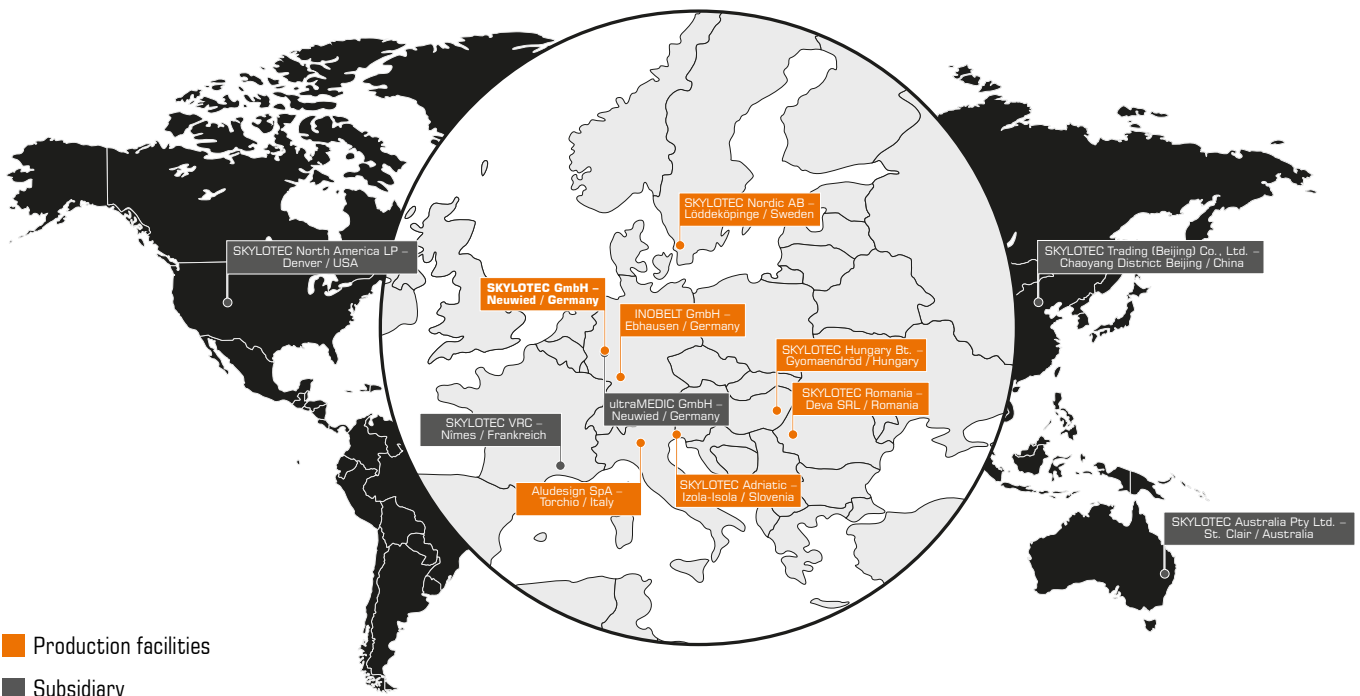 SKYLOTEC Nordic AB –
Löddeköpinge / Sweden
SKYLOTEC North America LP –
Denver / USA
SKYLOTEC Trading (Beijing) Co., Ltd. –
Chaoyang District Beijing / China
SKYLOTEC GmbH –
Neuwied / Germany
INOBELT GmbH –
Ebhausen / Germany
SKYLOTEC Hungary Bt. –
Gyomaendröd / Hungary
SKYLOTEC Romania –
Deva SRL / Romania
ultraMEDIC GmbH –
Neuwied / Germany
SKYLOTEC VRC –
Nîmes / Frankreich
Aludesign SpA –
Torchio / Italy
SKYLOTEC Adriatic –
Izola-Isola / Slovenia
SKYLOTEC Australia Pty Ltd. –
St. Clair / Australia
Production facilities
Subsidiary